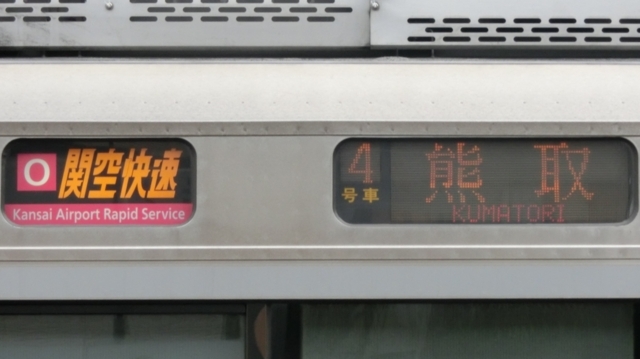 O 関空快速
Kansai Airport Rapid Service
4
号車
熊取
KUMATORI